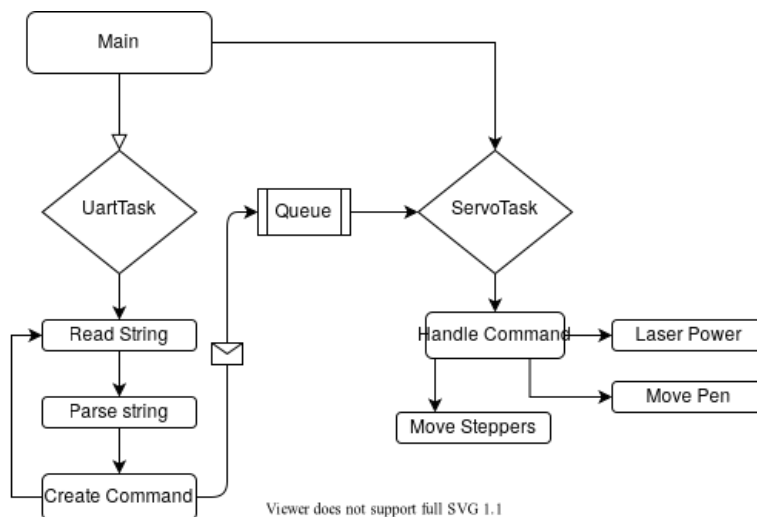 Main
UartTask
Queue
ServoTask
Read String
Handle Command
Laser Power
Parse string
Move Steppers
Move Pen
Create Command
Viewer does not support full SVG 1.1